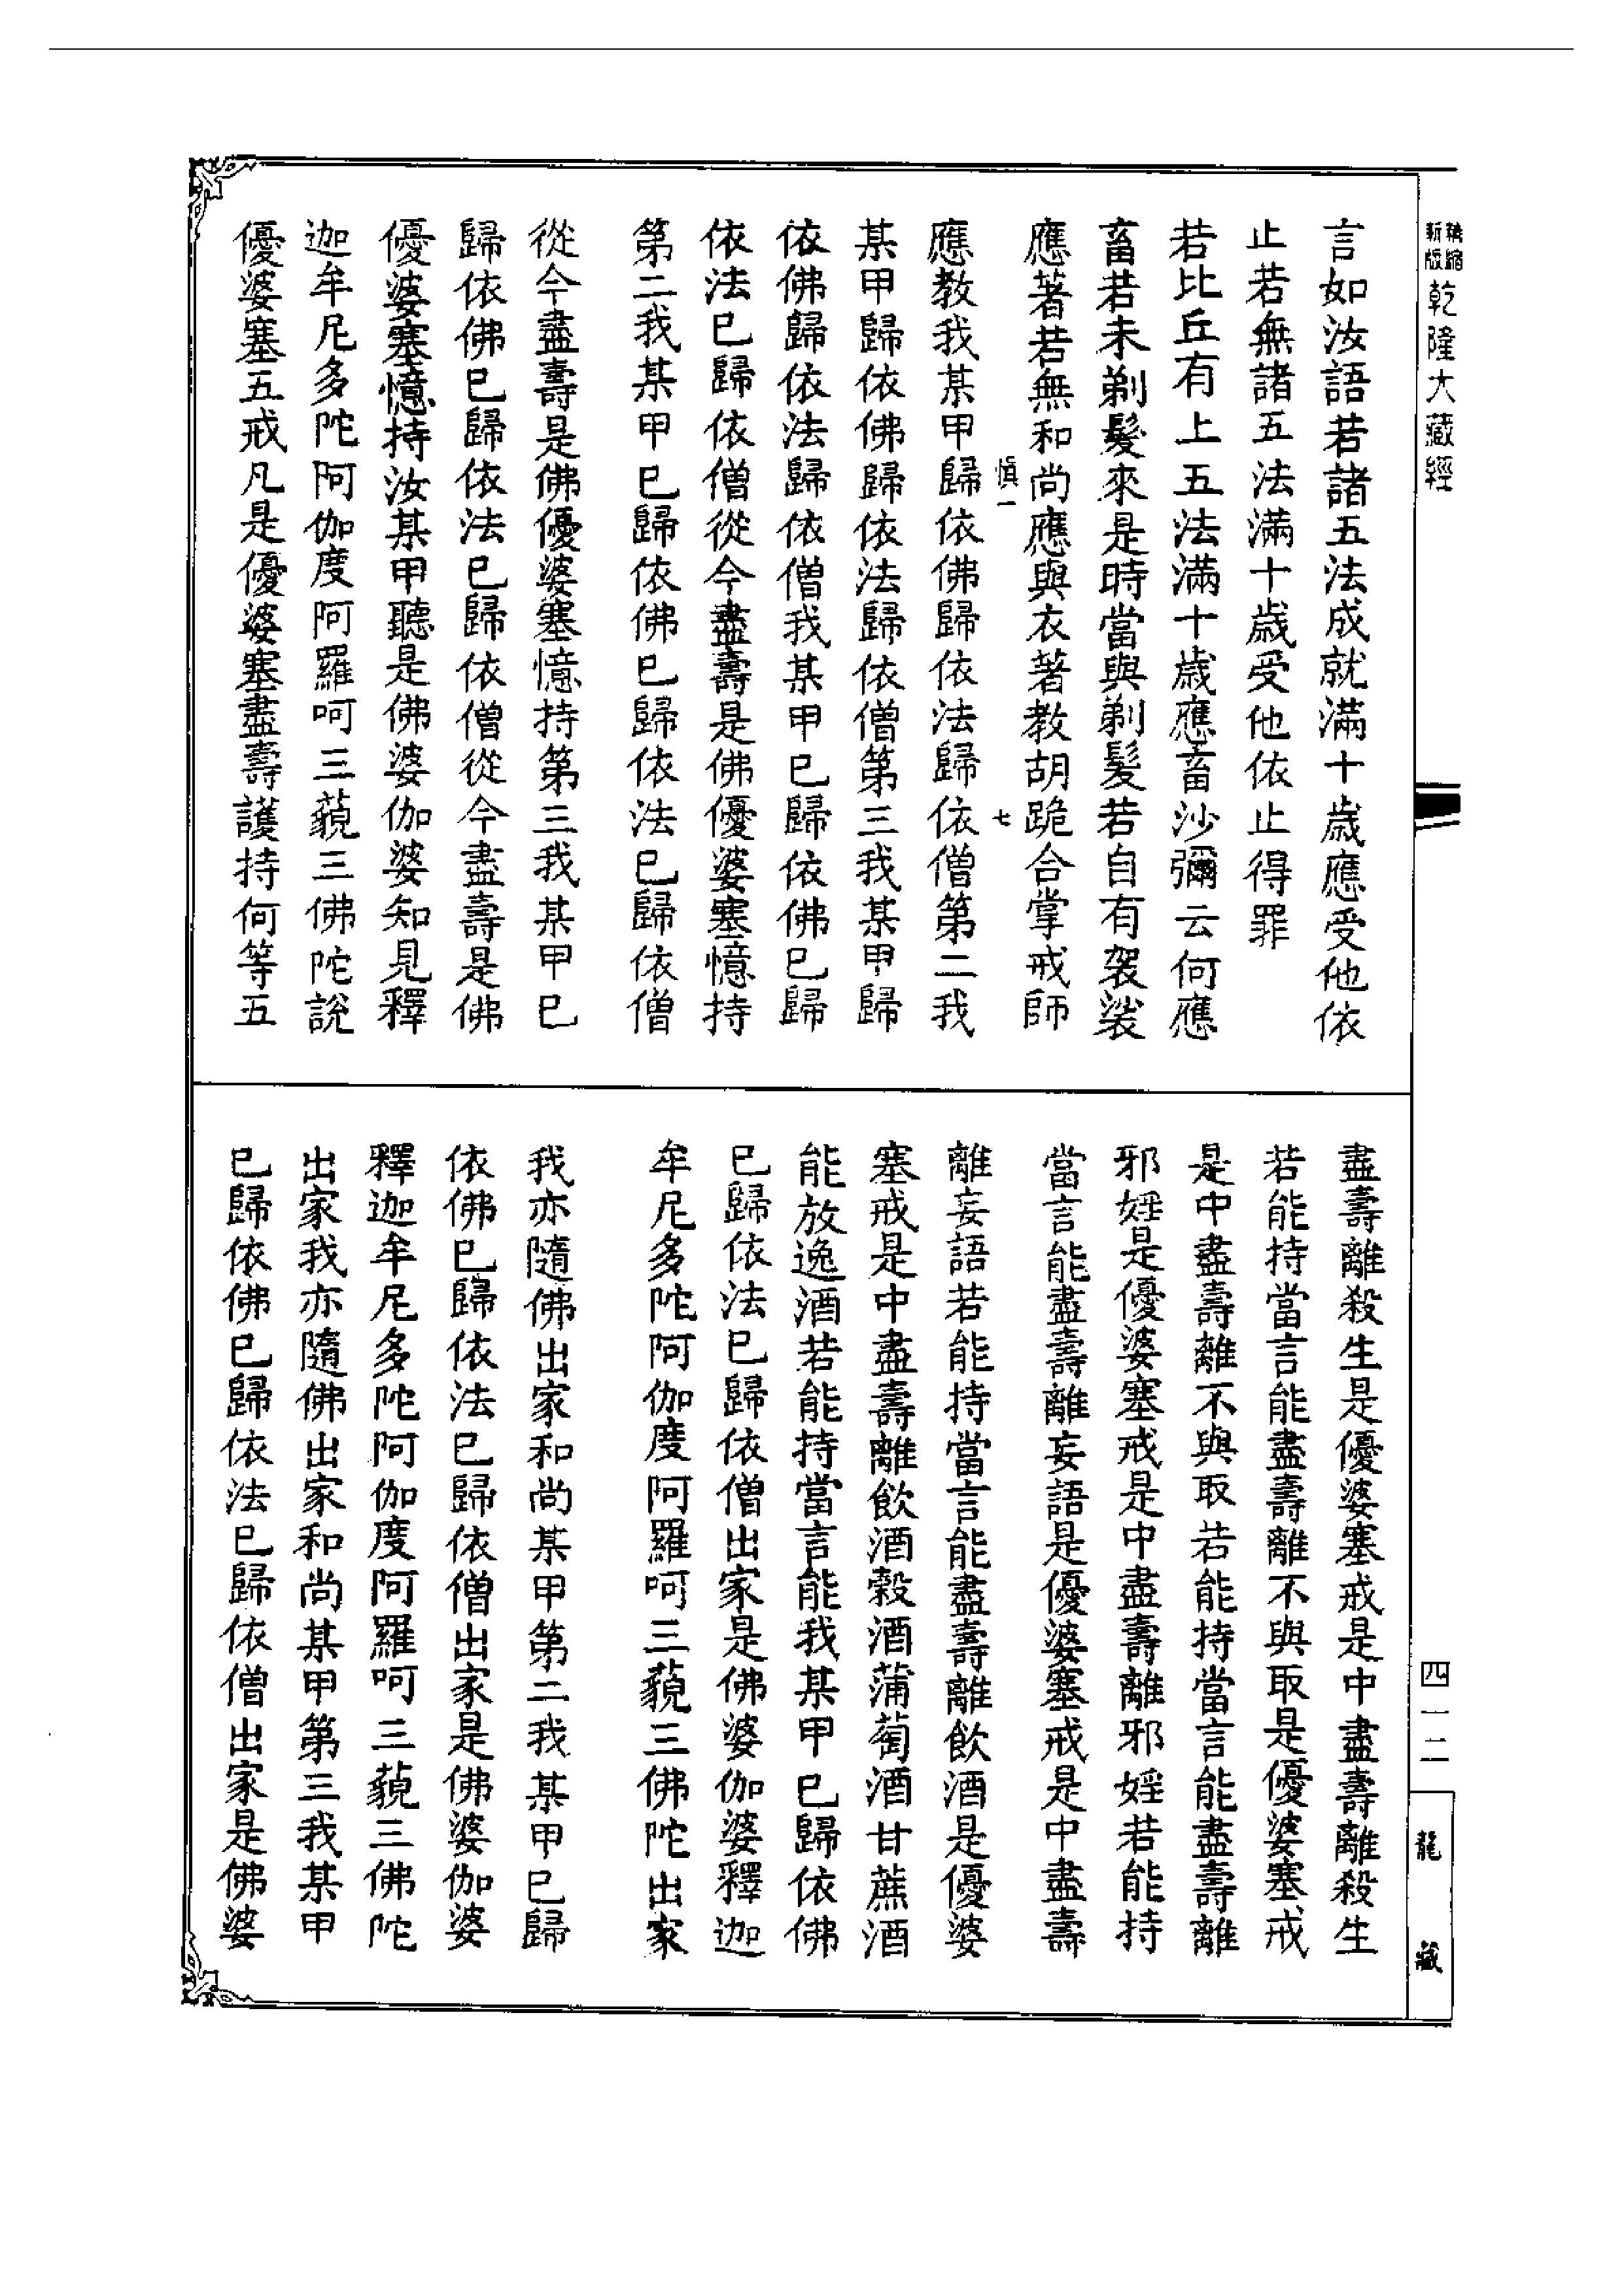 精縮新版乾隆大藏經
言如汝語若諸五法成就滿十歲應受他依
止若無諸五法滿十歲受他依止得罪
若比丘有上五法滿十歲應畜沙彌云何應
畜若未剃髮來是時當與剃髮若自有袈裟
應著若無和尚應與衣著教胡跪合掌戒師
慎一 七
應教我某甲歸依佛歸依法歸依僧第二我
某甲歸依佛歸依法歸依僧第三我某甲歸
依佛歸依法歸依僧我某甲已歸依佛已歸
依法已歸依僧從今盡壽是佛優婆塞憶持
第二我某甲已歸依佛已歸依法已歸依僧
從今盡壽是佛優婆塞憶持第三我某甲已
歸依佛已歸依法已歸依僧從今盡壽是佛
優婆塞憶持汝某甲聽是佛婆伽婆知見釋
迦牟尼多陀阿伽度阿羅呵三藐三佛陀說
優婆塞五戒凡是優婆塞盡壽護持何等五
盡壽離殺生是優婆塞戒是中盡壽離殺生
若能持當言能盡壽離不與取是優婆塞戒
是中盡壽離不與取若能持當言能盡壽離
邪婬是優婆塞戒是中盡壽離邪婬若能持
當言能盡壽離妄語是優婆塞戒是中盡壽
離妄語若能持當言能盡壽離飲酒是優婆
塞戒是中盡壽離飲酒穀酒蒲萄酒甘蔗酒
能放逸酒若能持當言能我某甲已歸依佛
已歸依法已歸依僧出家是佛婆伽婆釋迦
牟尼多陀阿伽度阿羅呵三藐三佛陀出家
我亦隨佛出家和尚某甲第二我某甲已歸
依佛已歸依法已歸依僧出家是佛婆伽婆
釋迦牟尼多陀阿伽度阿羅呵三藐三佛陀
出家我亦隨佛出家和尚某甲第三我某甲
已歸依佛已歸依法已歸依僧出家是佛婆
四一二
龍藏